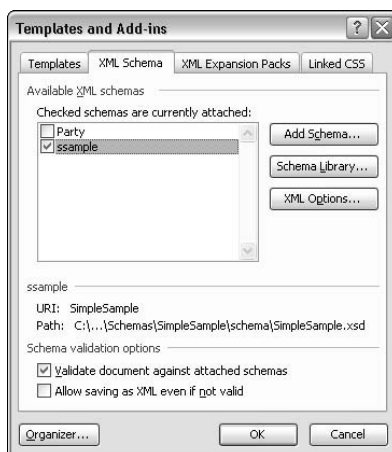 Templates and Add-ins
Templates XML Schema XML Expansion Packs Linked CSS
Available XML schemas
Checked schemas are currently attached:
Party
ssample
Add Schema...
Schema Library...
XML Options...
ssample
URI: SimpleSample
Path: C:\...\Schemas\SimpleSample\schema\SimpleSample.xsd
Schema validation options
Validate document against attached schemas
Allow saving as XML even if not valid
Organizer... OK Cancel